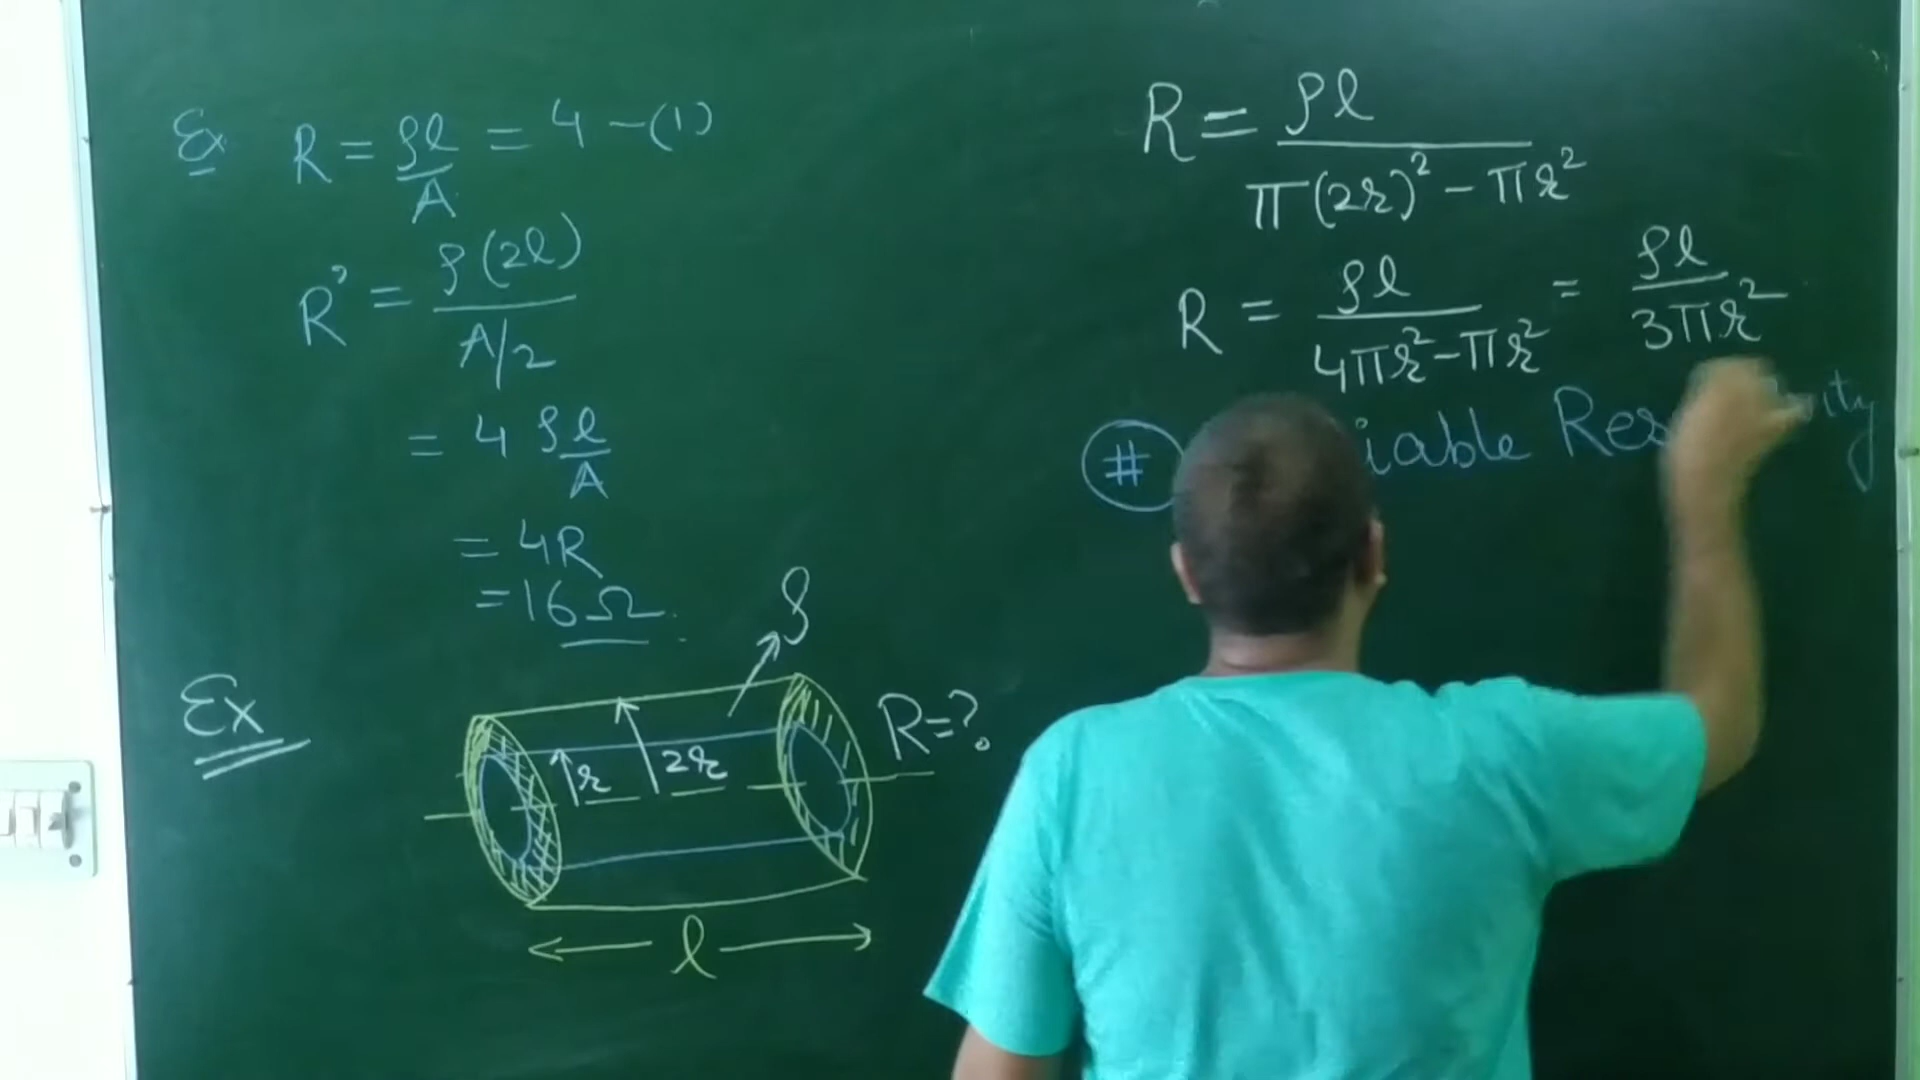 Ex R = ρl/A = 4 -(1)
R' = ρ(2l)/A/2
= 4 ρl/A
= 4R
= 16Ω
Ex
ρ
r 2r
R=?
l
R = ρl/π(2r)² - πr²
R = ρl/4πr² - πr² = ρl/3πr²
#